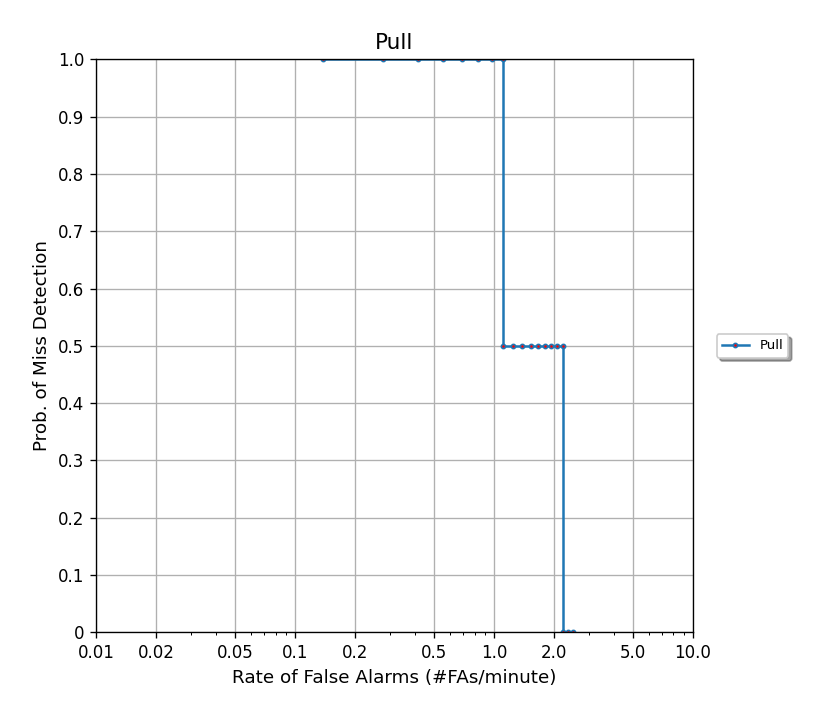 Pull
1.0
0.9
0.8
0.7
0.6
0.5
0.4
0.3
0.2
0.1
0
Prob. of Miss Detection
0.01 0.02 0.05 0.1 0.2 0.5 1.0 2.0 5.0 10.0
Rate of False Alarms (#FAs/minute)
Pull